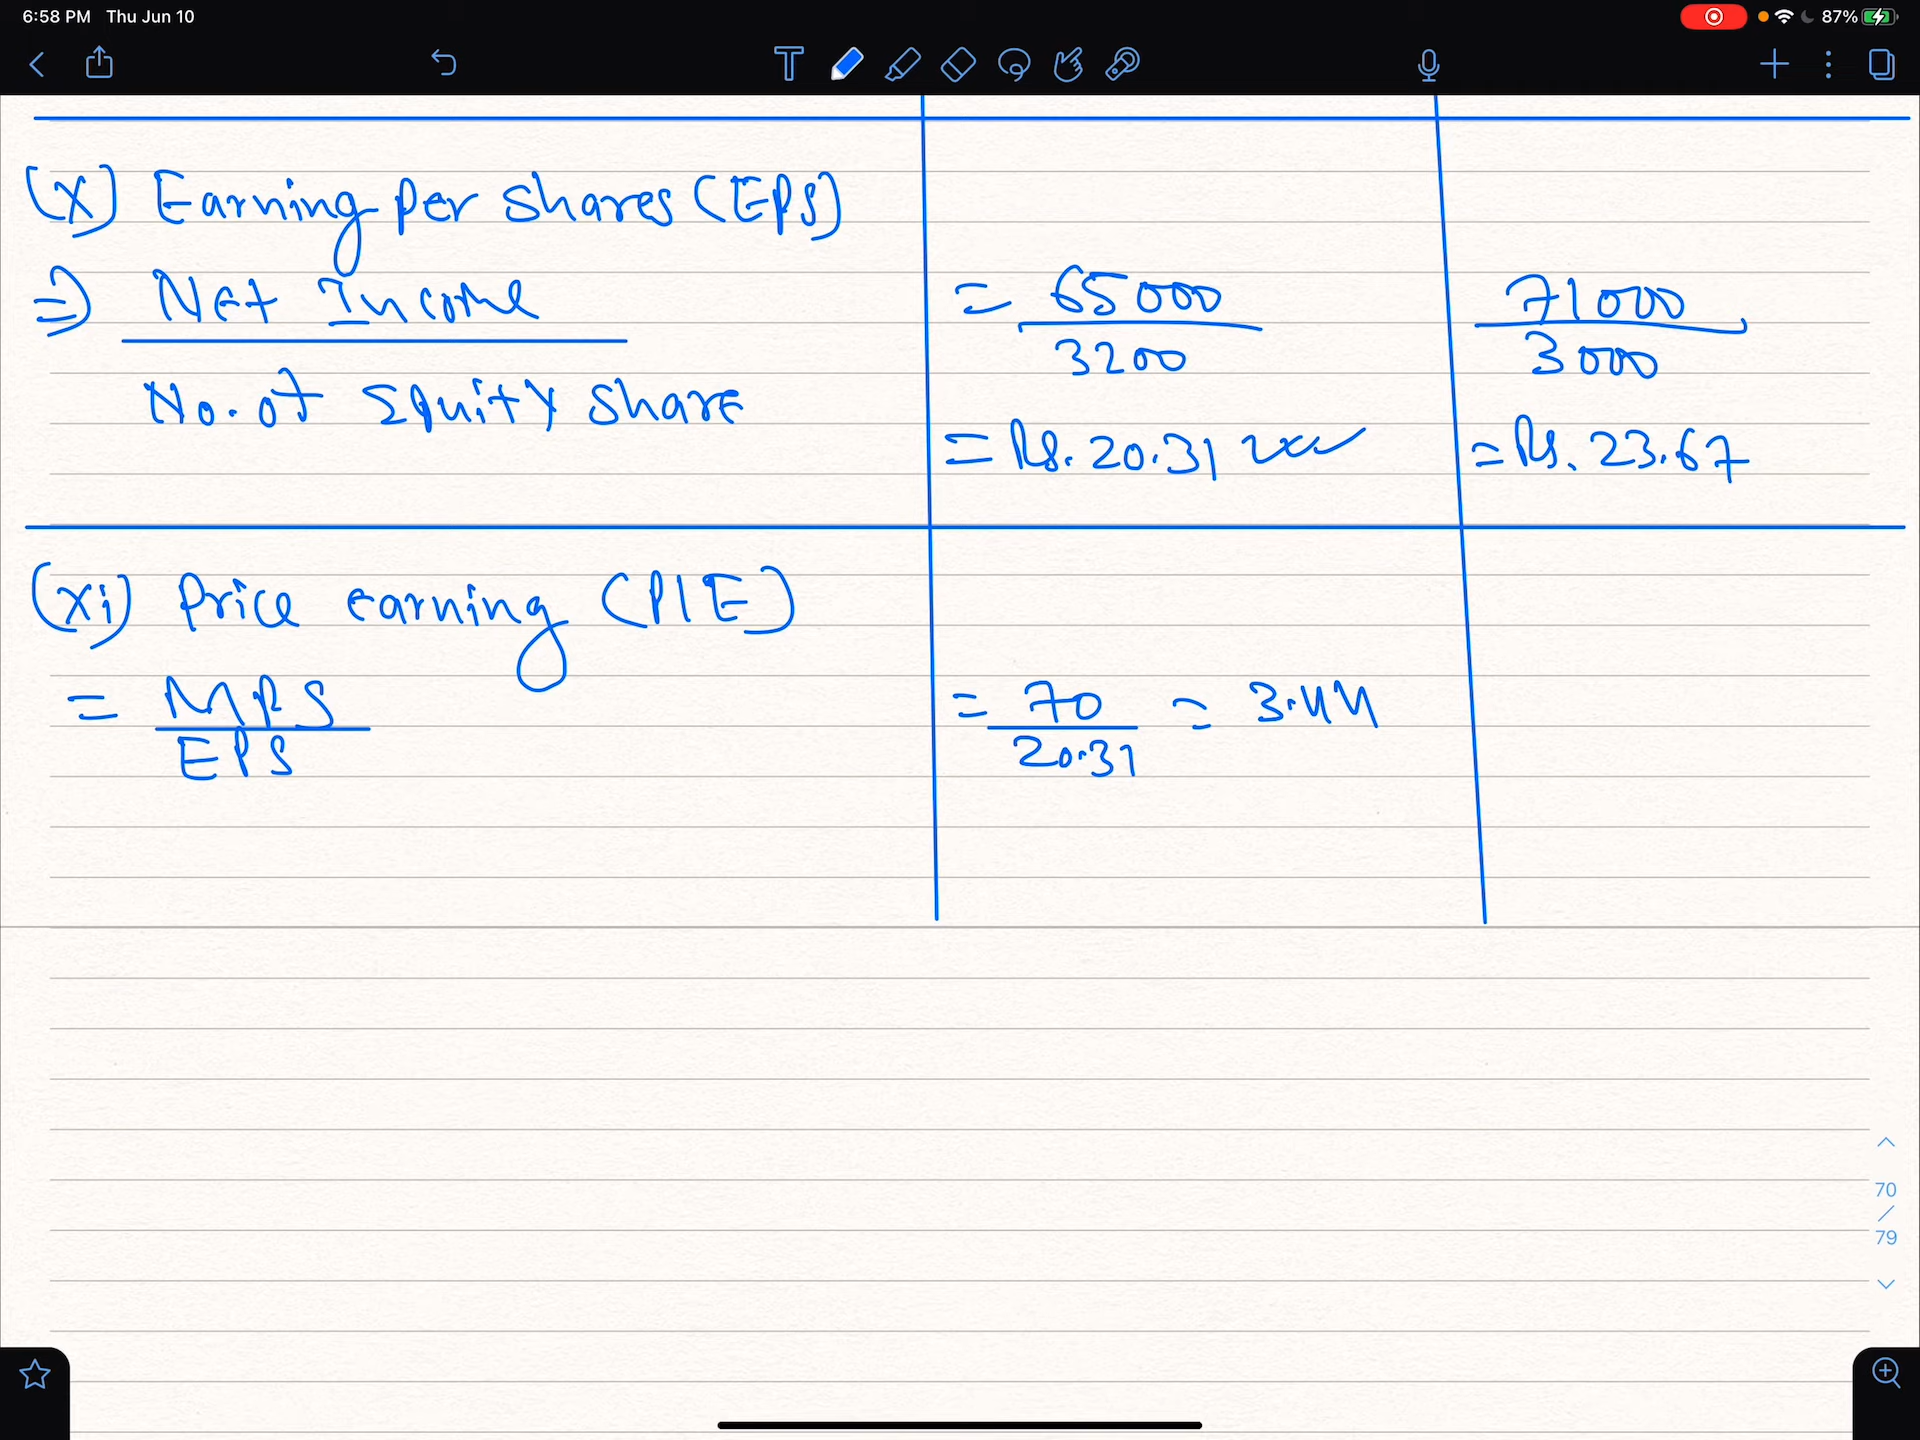 6:58 PM Thu Jun 10
87%
(x) Earning per shares (EPS)
⇒ Net Income
No. of Equity share
= 65000
3200
= Rs. 20.31
71000
3000
= Rs. 23.67
(xi) Price earning (P/E)
= MPS
EPS
= 70 = 3.44
20.31
70
/
79